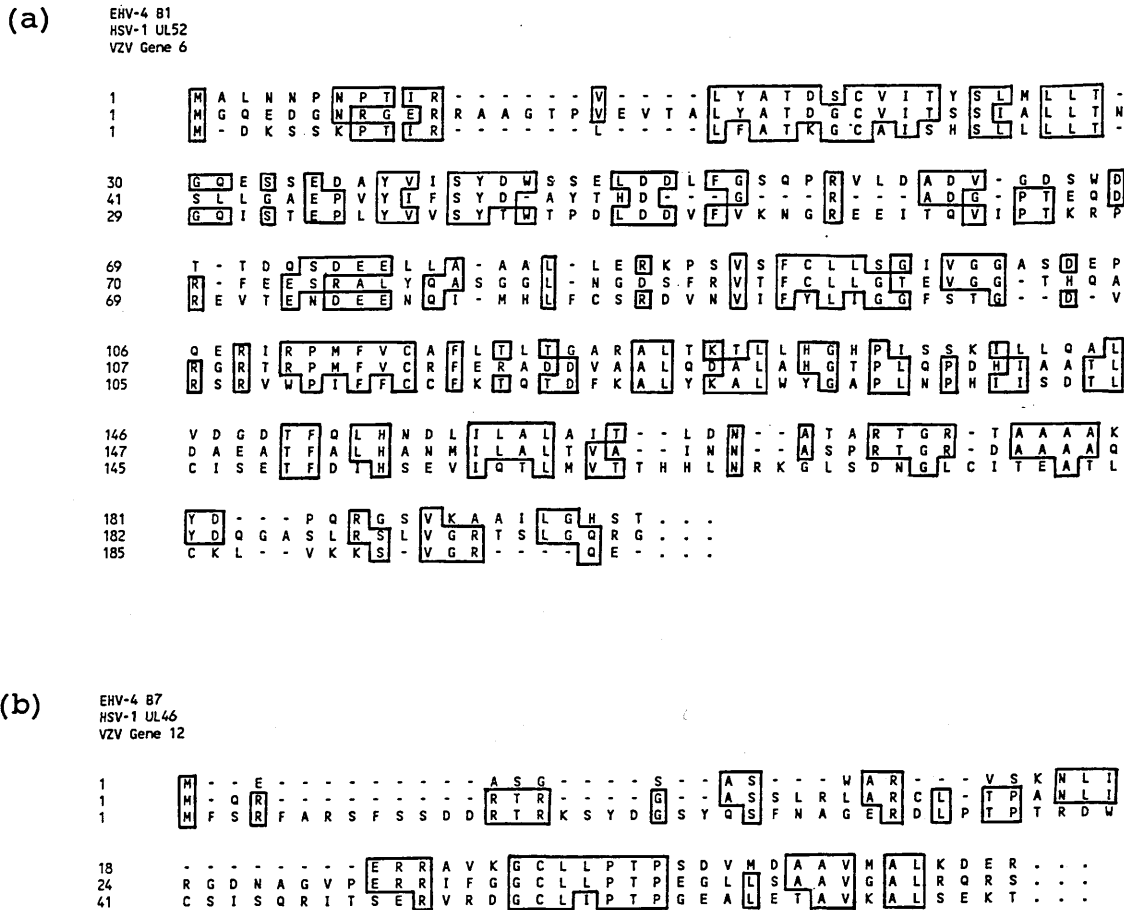 (a)
EHV-4 B1
HSV-1 UL52
VZV Gene 6
1 M A L N N P N P T I R - - - - - - - - V - - - - - L Y A T D S C V I T Y S L M L L T -
1 M G Q E D G N R G E R R A A G T P V E V T A L Y A T D G C V I T S S I A L L T N
1 M - D K S S K P T I R - - - - - - - - L - - - - - L F A T K G C A I S H S L L L L T -
30 G Q E S S E D A Y V I S Y D W S S E L D D L F G S Q P R V L D A D V - G D S W D
41 S L L G A E P V Y I F S Y D - A Y T H D - - - G - - - - R - - - A D G - P T E Q D
29 G Q I S T E P L Y V V S Y T W T P D L D D V F V K N G R E E I T Q V I P T K R P
69 T - T D Q S D E E L L A - A A L - L E R K P S V S F C L L S G I V G G A S D E P
70 R - F E E S R A L Y Q A S G G L - N G D S F R V T F C L L G T E V G G - T H Q A
69 R E V T E N D E E N Q I - M H L F C S R D V N V I F Y L I G G F S T G - - D - V
106 Q E R I R P M F V C A F L T L T G A R A L T K T L L H G H P I S S K I L L Q A L
107 R G R T R P M F V C R F E R A D D V A A L Q D A L A H G T P L Q P D H I A A T L
105 R S R V W P I F F C C F K T Q T D F K A L Y K A L W Y G A P L N P H I I S D T L
146 V D G D T F Q L H N D L I L A L A I T - - L D N - - A T A R T G R - T A A A A K
147 D A E A T F A L H A N M I L A L T V A - - I N N - - A S P R T G R - D A A A A Q
145 C I S E T F D I H S E V I Q T L M V T T H H L N R K G L S D N G L C I T E A T L
181 Y D - - - P Q R G S V K A A I L G H S T . . .
182 Y D Q G A S L R S L V G R T S L G Q R G . . .
185 C K L - - V K K S - V G R - - - - Q E - . . .
(b)
EHV-4 B7
HSV-1 UL46
VZV Gene 12
1 M - - E - - - - - - - - - - - A S G - - - - - S - - - A S - - - - W A R - - - - V S K N L I
1 M - Q R - - - - - - - - - - - R T R - - - - - G - - - A S S L R L A R C L - T P A N L I
1 M F S R F A R S F S S D D R T R K S Y D G S Y Q S F N A G E R D L P T P T R D W
18 - - - - - - - - - E R R A V K G C L L P T P S D V M D A A V M A L K D E R . . .
24 R G D N A G V P E R R I F G G C L L P T P E G L L S A A V G A L R Q R S . . .
41 C S I S Q R I T S E R V R D G C L I P T P G E A L E T A V K A L S E K T . . .